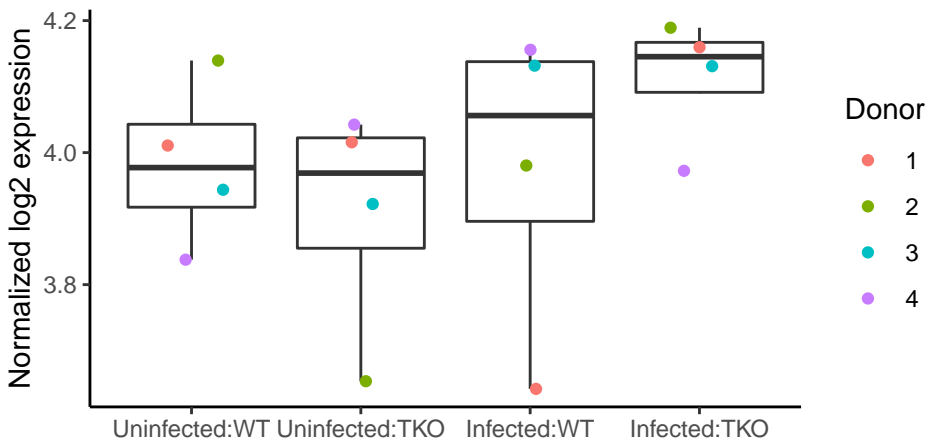 Normalized log2 expression
4.2
4.0
3.8
Uninfected:WT Uninfected:TKO Infected:WT Infected:TKO
Donor
1
2
3
4